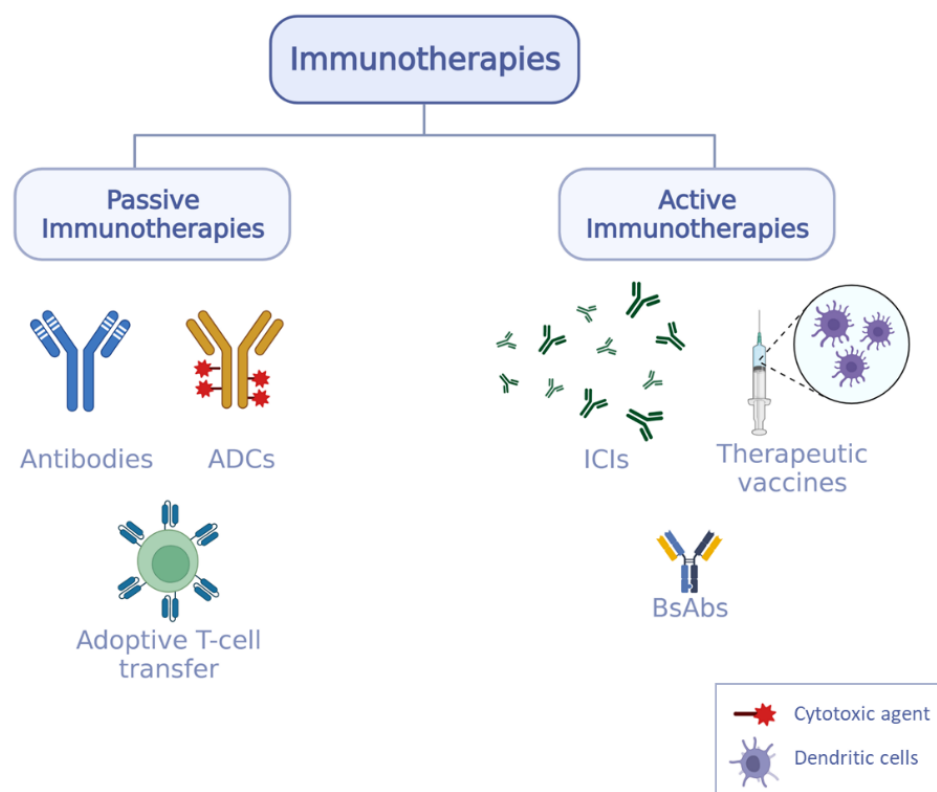 Immunotherapies
Passive
Immunotherapies
Active
Immunotherapies
Antibodies
ADCs
ICIs
Therapeutic
vaccines
Adoptive T-cell
transfer
BsAbs
Cytotoxic agent
Dendritic cells